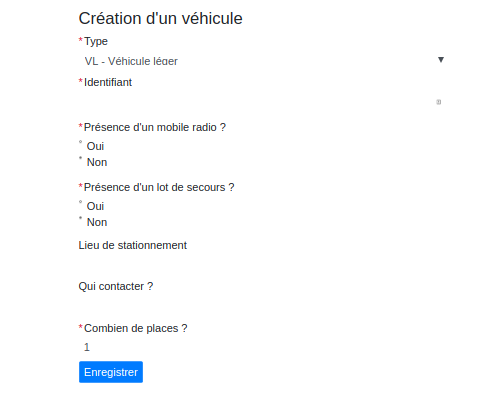 Création d'un véhicule
*Type
VL - Véhicule léger
*Identifiant
*Présence d'un mobile radio ?
Oui
Non
*Présence d'un lot de secours ?
Oui
Non
Lieu de stationnement
Qui contacter ?
*Combien de places ?
1
Enregistrer